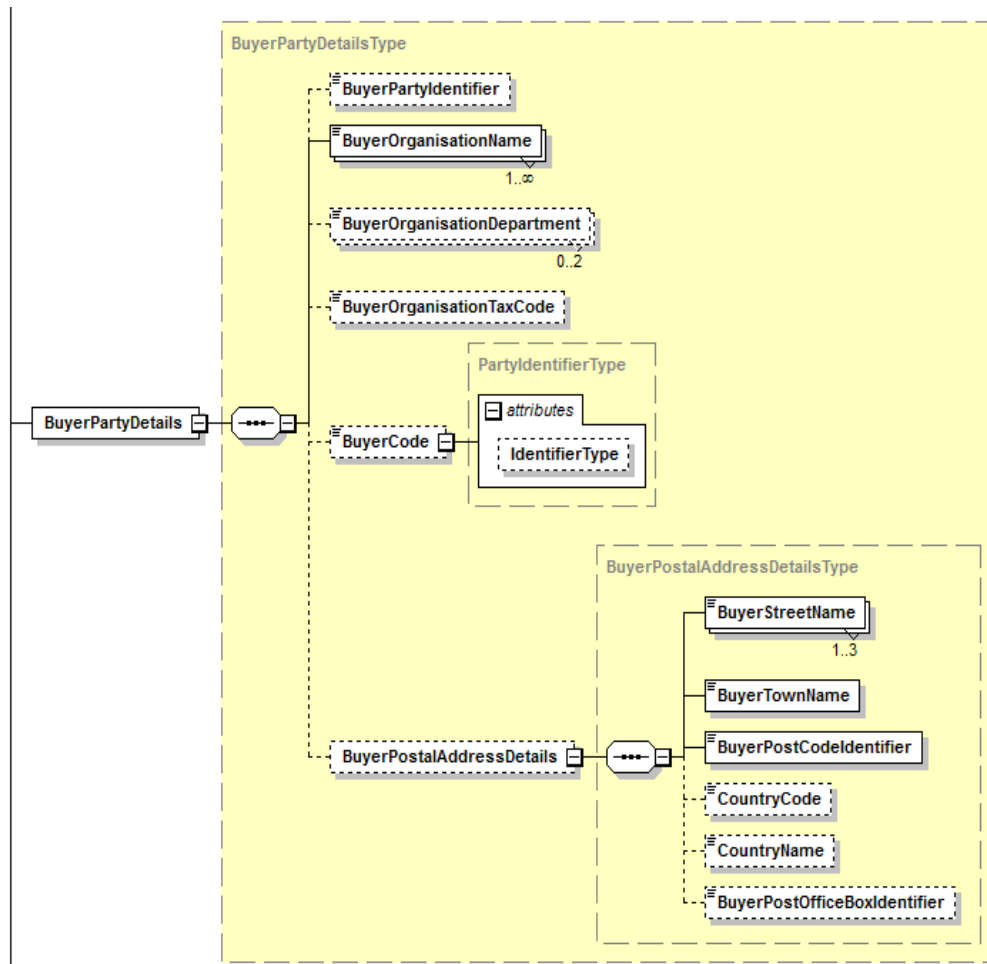 BuyerPartyDetailsType
BuyerPartyIdentifier
BuyerOrganisationName
1..∞
BuyerOrganisationDepartment
0..2
BuyerOrganisationTaxCode
PartyIdentifierType
attributes
BuyerPartyDetails
BuyerCode
IdentifierType
BuyerPostalAddressDetailsType
BuyerStreetName
1..3
BuyerTownName
BuyerPostCodeIdentifier
BuyerPostalAddressDetails
CountryCode
CountryName
BuyerPostOfficeBoxIdentifier